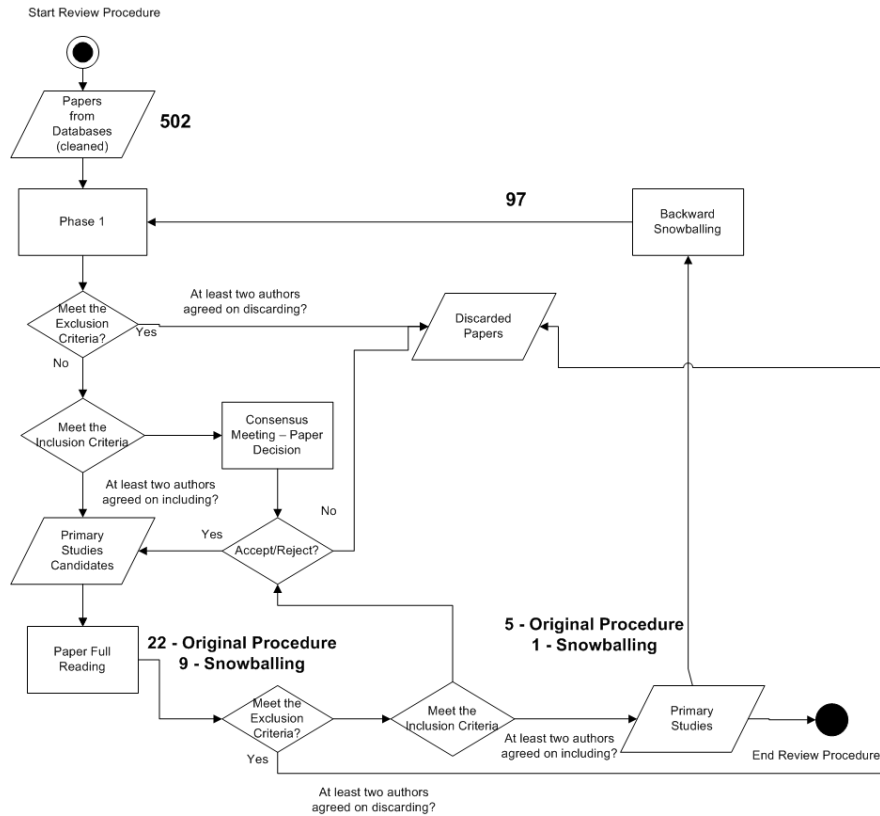 Start Review Procedure
Papers
from
Databases
(cleaned)
502
Phase 1
97
Backward
Snowballing
At least two authors
agreed on discarding?
Meet the
Exclusion
Criteria?
Yes
Discarded
Papers
No
Meet the
Inclusion Criteria
Consensus
Meeting – Paper
Decision
At least two authors
agreed on including?
No
Primary
Studies
Candidates
Yes
Accept/Reject?
Paper Full
Reading
22 - Original Procedure
9 - Snowballing
5 - Original Procedure
1 - Snowballing
Meet the
Exclusion
Criteria?
Meet the
Inclusion Criteria
Primary
Studies
At least two authors
agreed on including?
End Review Procedure
Yes
At least two authors
agreed on discarding?